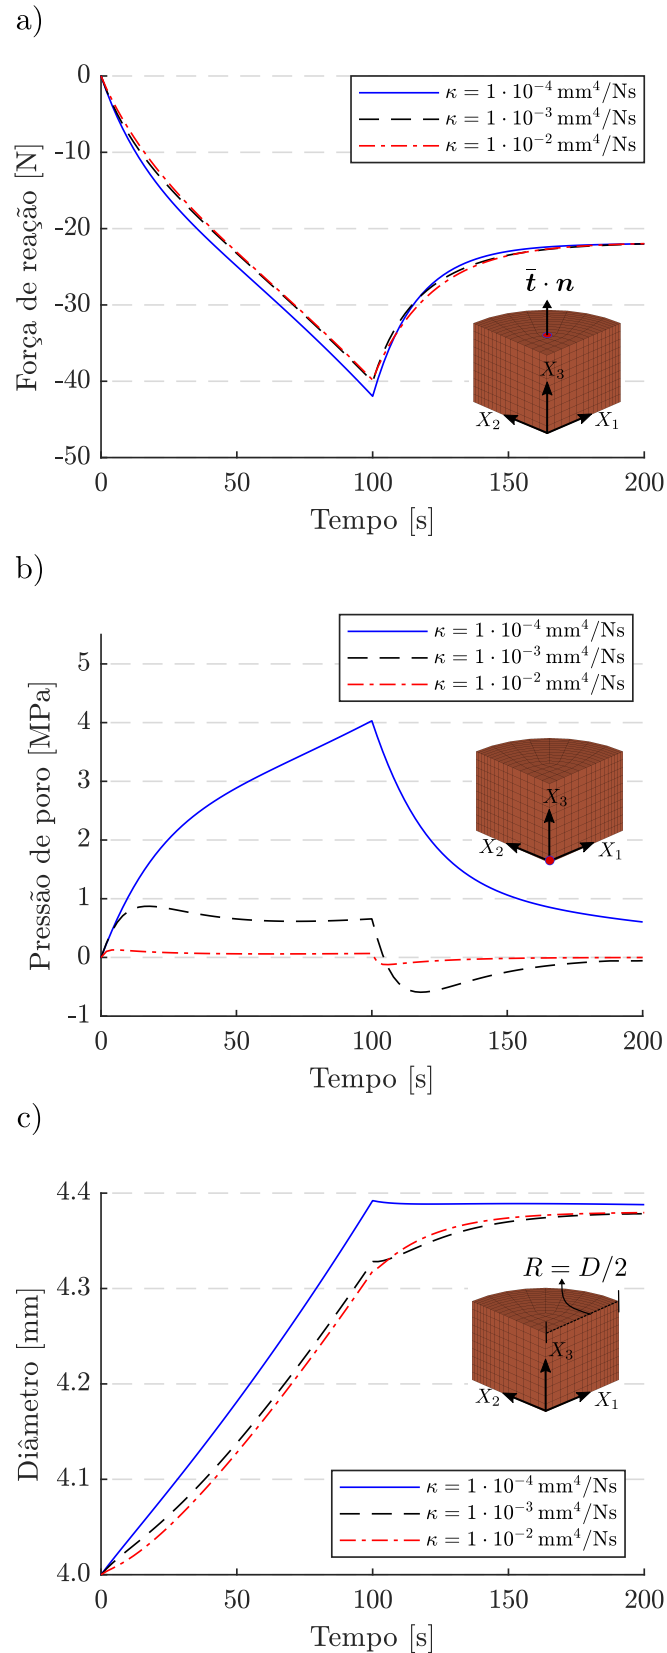 a)
κ = 1 · 10⁻⁴ mm⁴/Ns
κ = 1 · 10⁻³ mm⁴/Ns
κ = 1 · 10⁻² mm⁴/Ns
0
-10
-20
-30
-40
-50
Força de reação [N]
t̄ · n
X₃
X₂
X₁
0
50
100
150
200
Tempo [s]
b)
κ = 1 · 10⁻⁴ mm⁴/Ns
κ = 1 · 10⁻³ mm⁴/Ns
κ = 1 · 10⁻² mm⁴/Ns
5
4
3
2
1
0
-1
Pressão de poro [MPa]
X₃
X₂
X₁
0
50
100
150
200
Tempo [s]
c)
4.4
4.3
4.2
4.1
4.0
Diâmetro [mm]
R = D/2
X₃
X₂
X₁
κ = 1 · 10⁻⁴ mm⁴/Ns
κ = 1 · 10⁻³ mm⁴/Ns
κ = 1 · 10⁻² mm⁴/Ns
0
50
100
150
200
Tempo [s]